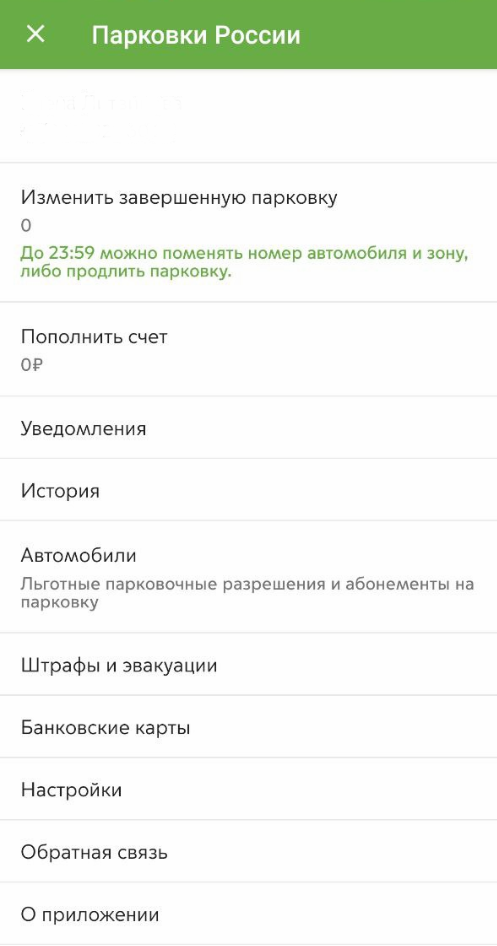 Парковки России
Изменить завершенную парковку
0
До 23:59 можно поменять номер автомобиля и зону,
либо продлить парковку.
Пополнить счет
0₽
Уведомления
История
Автомобили
Льготные парковочные разрешения и абонементы на
парковку
Штрафы и эвакуации
Банковские карты
Настройки
Обратная связь
О приложении